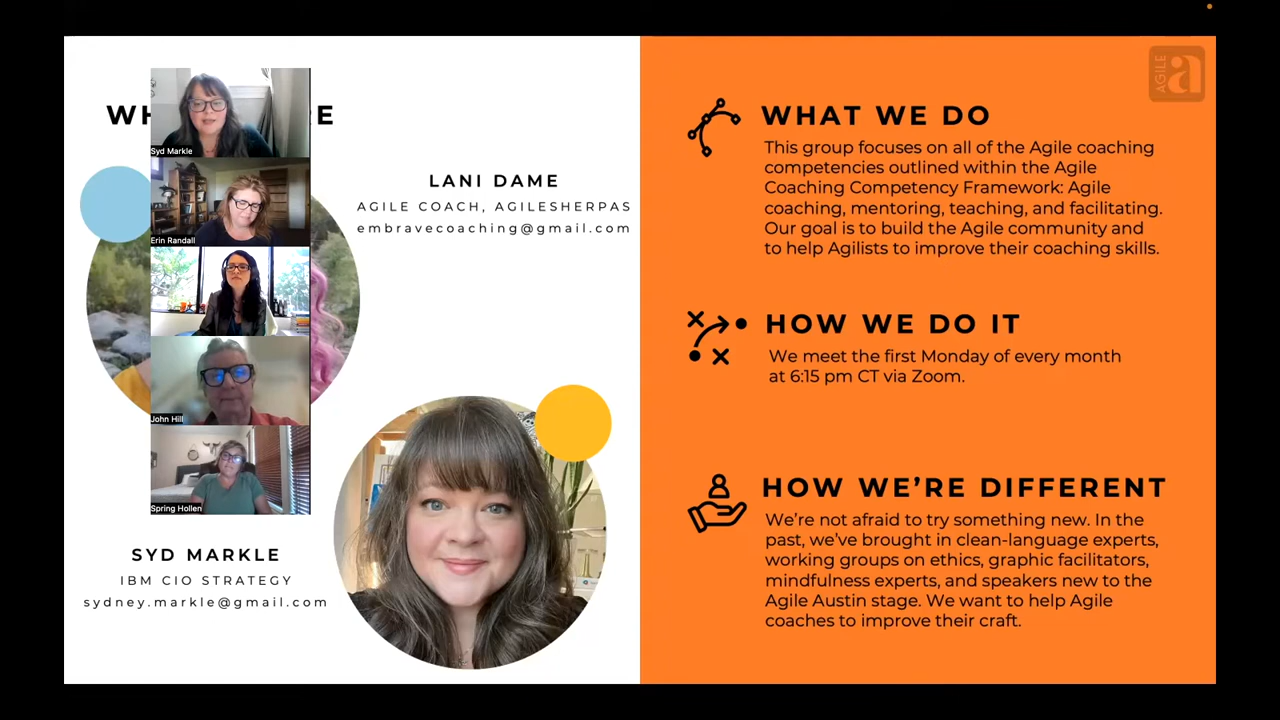 WH
RE
Syd Markle
Erin Randall
John Hill
Spring Hollen
LANI DAME
AGILE COACH, AGILESHERPAS
embravecoaching@gmail.com
SYD MARKLE
IBM CIO STRATEGY
sydney.markle@gmail.com
AGILE
a
WHAT WE DO
This group focuses on all of the Agile coaching
competencies outlined within the Agile
Coaching Competency Framework: Agile
coaching, mentoring, teaching, and facilitating.
Our goal is to build the Agile community and
to help Agilists to improve their coaching skills.
HOW WE DO IT
We meet the first Monday of every month
at 6:15 pm CT via Zoom.
HOW WE'RE DIFFERENT
We're not afraid to try something new. In the
past, we've brought in clean-language experts,
working groups on ethics, graphic facilitators,
mindfulness experts, and speakers new to the
Agile Austin stage. We want to help Agile
coaches to improve their craft.